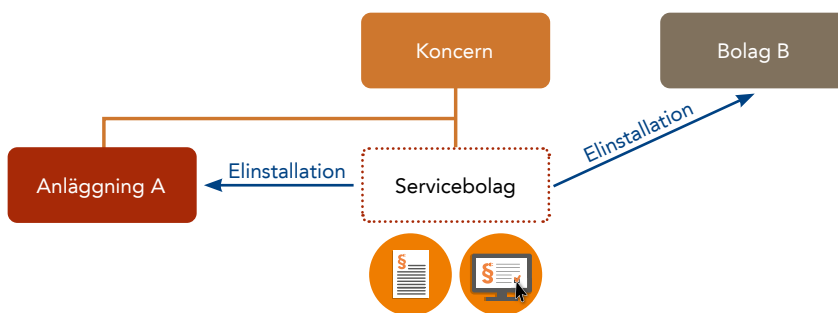 Koncern
Bolag B
Elinstallation
Anläggning A
Elinstallation
Servicebolag
§
§